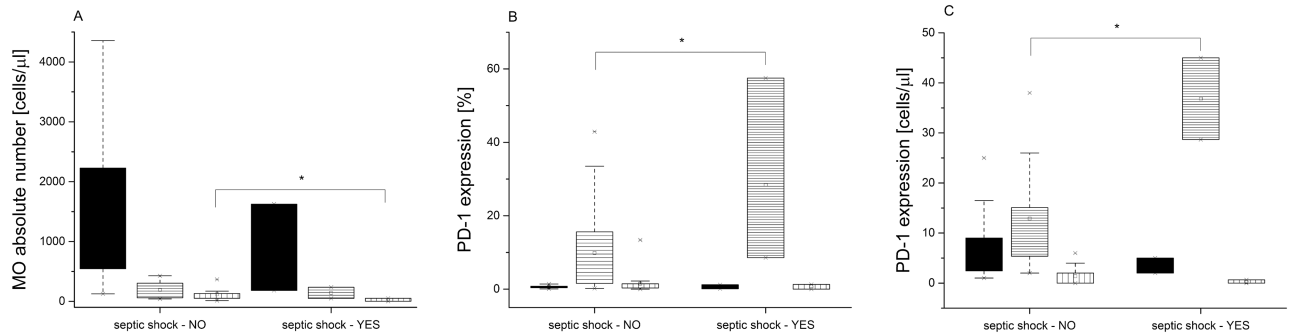 A
MO absolute number [cells/μl]
4000
3000
2000
1000
0
*
septic shock - NO
septic shock - YES
B
PD-1 expression [%]
60
40
20
0
*
septic shock - NO
septic shock - YES
C
PD-1 expression [cells/μl]
50
40
30
20
10
0
*
septic shock - NO
septic shock - YES